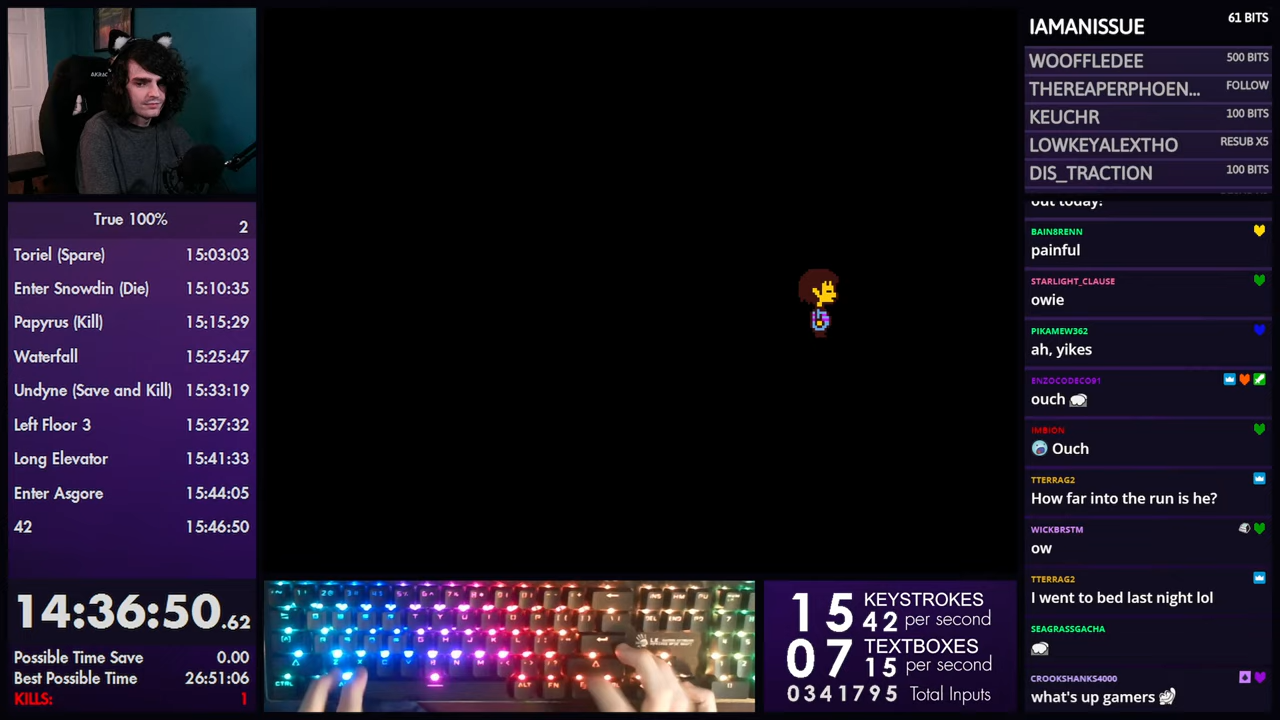 True 100%
2
Toriel (Spare) 15:03:03
Enter Snowdin (Die) 15:10:35
Papyrus (Kill) 15:15:29
Waterfall 15:25:47
Undyne (Save and Kill) 15:33:19
Left Floor 3 15:37:32
Long Elevator 15:41:33
Enter Asgore 15:44:05
42 15:46:50
14:36:50.62
Possible Time Save 0.00
Best Possible Time 26:51:06
KILLS: 1
15 KEYSTROKES
42 per second
07 TEXTBOXES
15 per second
0341795 Total Inputs
IAMANISSUE 61 BITS
WOOFFLEDEE 500 BITS
THEREAPERPHOEN... FOLLOW
KEUCHR 100 BITS
LOWKEYALEXTHO RESUB X5
DIS_TRACTION 100 BITS
out today?
BAIN8RENN
painful
STARLIGHT_CLAUSE
owie
PIKAMEW362
ah, yikes
ENZOCODECO91
ouch
IMBION
Ouch
TTERRAG2
How far into the run is he?
WICKBRSTM
ow
TTERRAG2
I went to bed last night lol
SEAGRASSGACHA
CROOKSHANKS4000
what's up gamers